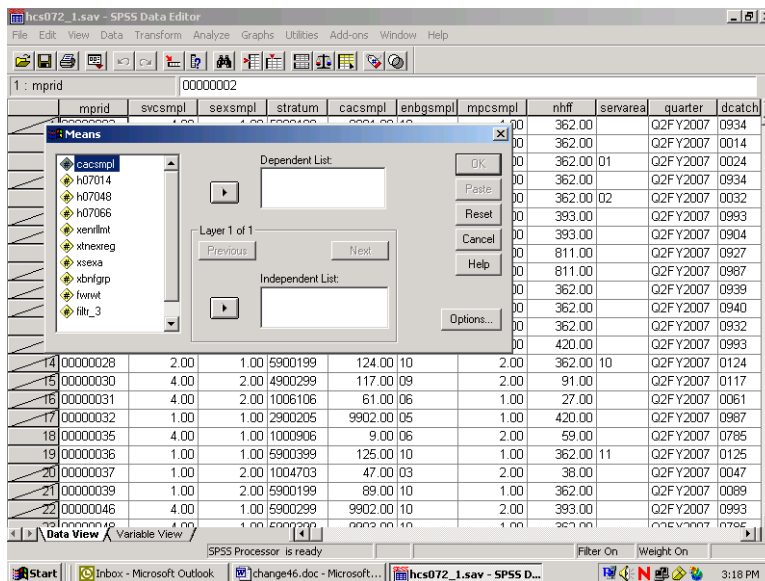 hcs072_1.sav - SPSS Data Editor
File Edit View Data Transform Analyze Graphs Utilities Add-ons Window Help
1 : mprid 00000002
mprid svcsmpl sexsmpl stratum cacsmpl enbgsmpl mpcsmpl nhff servarea quarter dcatch
362.00 Q2FY2007 0934
Means
362.00 Q2FY2007 0014
cacsmpl
h07014
h07048
h07066
xenrllmt
xtnexreg
xsexa
xbnfgrp
fwrwt
filtr_3
Dependent List:
Layer 1 of 1
Previous Next
Independent List:
OK
Paste
Reset
Cancel
Help
Options...
362.00 01 Q2FY2007 0024
362.00 Q2FY2007 0934
362.00 02 Q2FY2007 0032
393.00 Q2FY2007 0993
393.00 Q2FY2007 0904
811.00 Q2FY2007 0927
811.00 Q2FY2007 0987
362.00 Q2FY2007 0939
362.00 Q2FY2007 0940
362.00 Q2FY2007 0932
420.00 Q2FY2007 0993
14 00000028 2.00 1.00 5900199 124.00 10 2.00 362.00 10 Q2FY2007 0124
15 00000030 4.00 2.00 4900299 117.00 09 2.00 91.00 Q2FY2007 0117
16 00000031 4.00 2.00 1006106 61.00 06 1.00 27.00 Q2FY2007 0061
17 00000032 1.00 1.00 2900205 9902.00 05 1.00 420.00 Q2FY2007 0987
18 00000035 4.00 1.00 1000906 9.00 06 2.00 59.00 Q2FY2007 0785
19 00000036 1.00 1.00 5900399 125.00 10 1.00 362.00 11 Q2FY2007 0125
20 00000037 1.00 2.00 1004703 47.00 03 2.00 38.00 Q2FY2007 0047
21 00000039 1.00 2.00 5900199 89.00 10 1.00 362.00 Q2FY2007 0089
22 00000046 4.00 1.00 5900299 9902.00 10 2.00 393.00 Q2FY2007 0993
Data View Variable View
SPSS Processor is ready Filter On Weight On
Start Inbox - Microsoft Outlook change46.doc - Microsoft... hcs072_1.sav - SPSS D... 3:18 PM